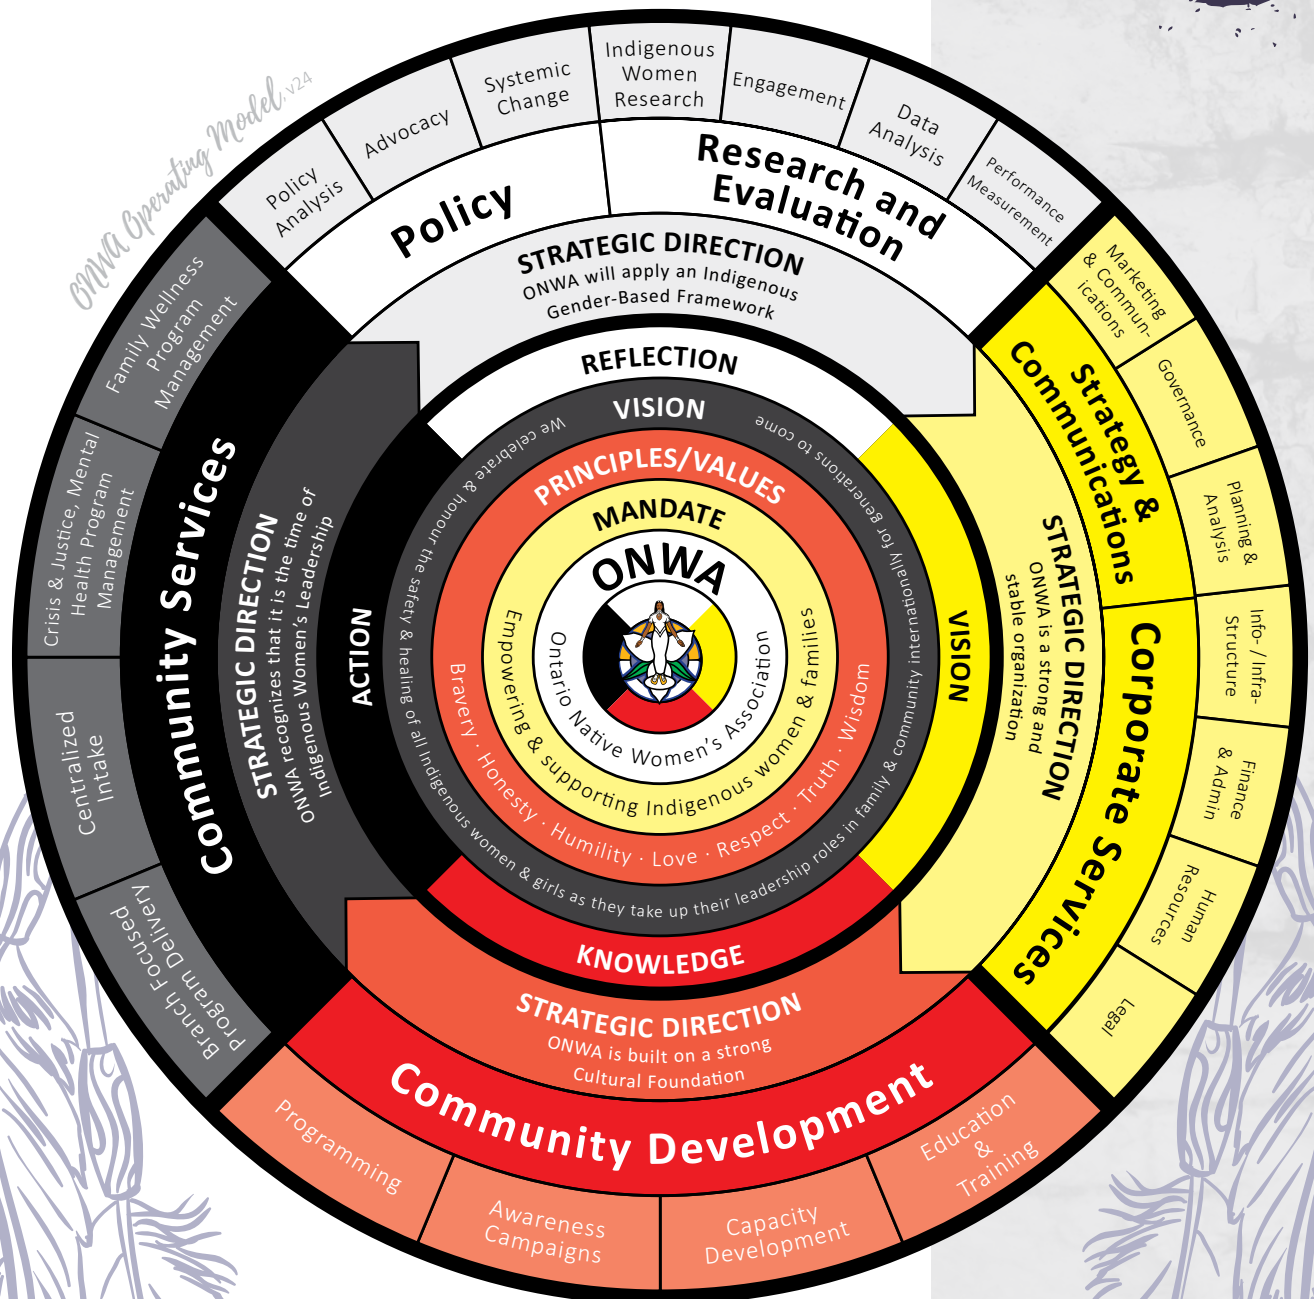 ONWA Operating Model, v24
Policy
Analysis
Advocacy
Systemic
Change
Indigenous
Women
Research
Engagement
Data
Analysis
Performance
Measurement
Policy
Research and
Evaluation
STRATEGIC DIRECTION
ONWA will apply an Indigenous
Gender-Based Framework
REFLECTION
Marketing
& Commun-
ications
Governance
Planning &
Analysis
Info- / Infra-
Structure
Finance
& Admin
Human
Resources
Legal
Strategy &
Communications
Corporate Services
STRATEGIC DIRECTION
ONWA is a strong and
stable organization
VISION
Education
&
Training
Capacity
Development
Awareness
Campaigns
Programming
Community Development
STRATEGIC DIRECTION
ONWA is built on a strong
Cultural Foundation
KNOWLEDGE
Branch Focused
Program Delivery
Centralized
Intake
Crisis & Justice, Mental
Health Program
Management
Family Wellness
Program
Management
Community Services
STRATEGIC DIRECTION
ONWA recognizes that it is the time of
Indigenous Women's Leadership
ACTION
VISION
We celebrate & honour the safety & healing of all Indigenous women & girls as they take up their leadership roles in family & community internationally for generations to come
PRINCIPLES/VALUES
Bravery · Honesty · Humility · Love · Respect · Truth · Wisdom
MANDATE
Empowering & supporting Indigenous women & families
ONWA
Ontario Native Women's Association